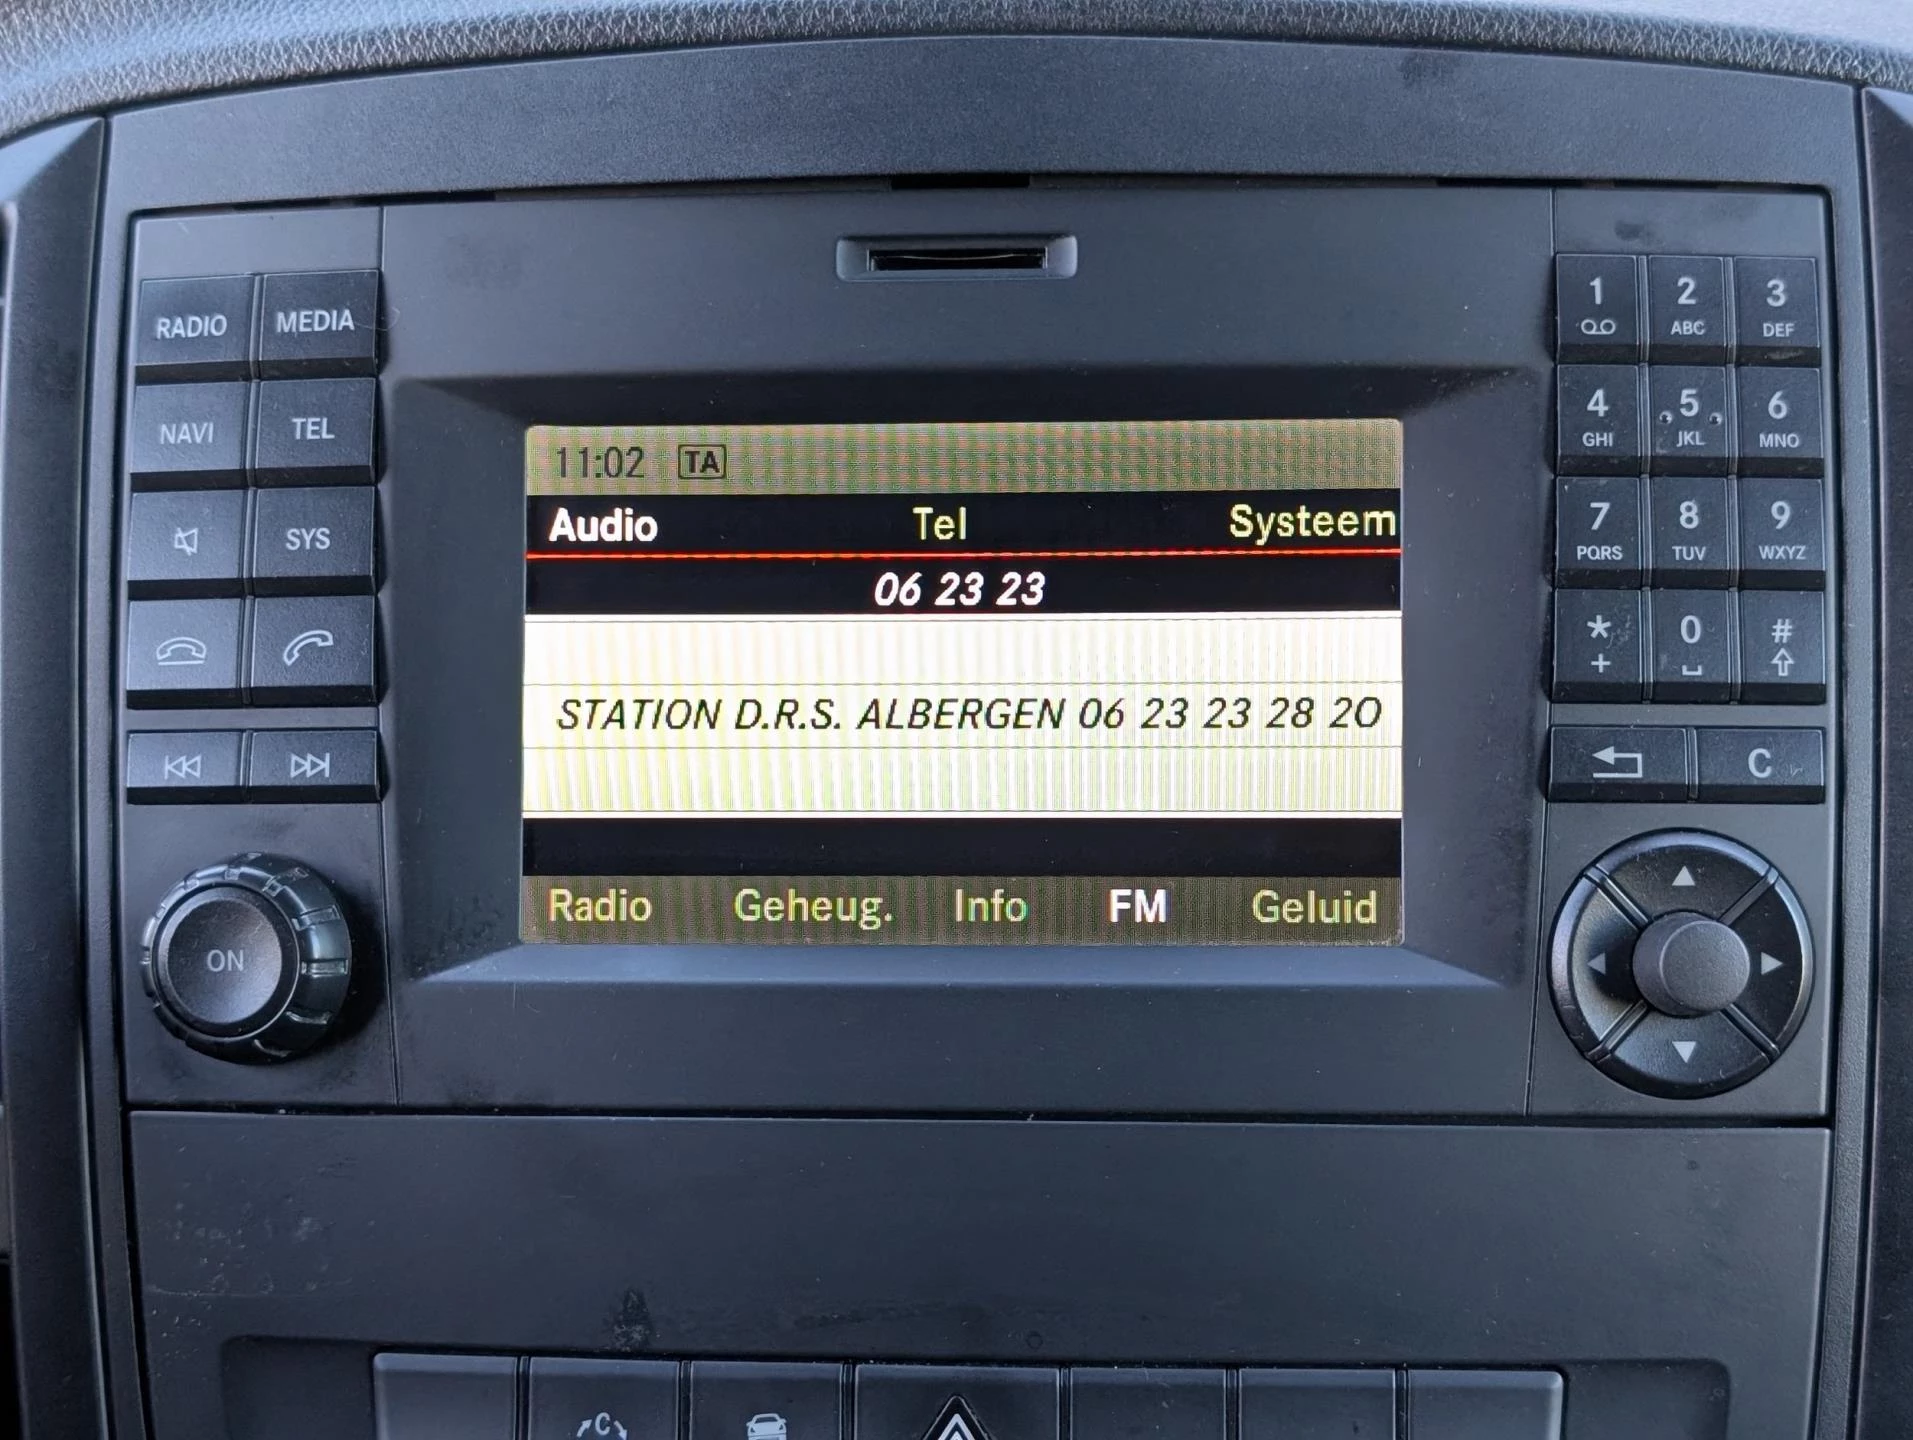 RADIO MEDIA
NAVI TEL
SYS
ON
11:02 TA
Audio Tel Systeem
06 23 23
STATION D.R.S. ALBERGEN 06 23 23 28 20
Radio Geheug. Info FM Geluid
1 2 3
ABC DEF
4 5 6
GHI JKL MNO
7 8 9
PQRS TUV WXYZ
* 0 #
+
C
C